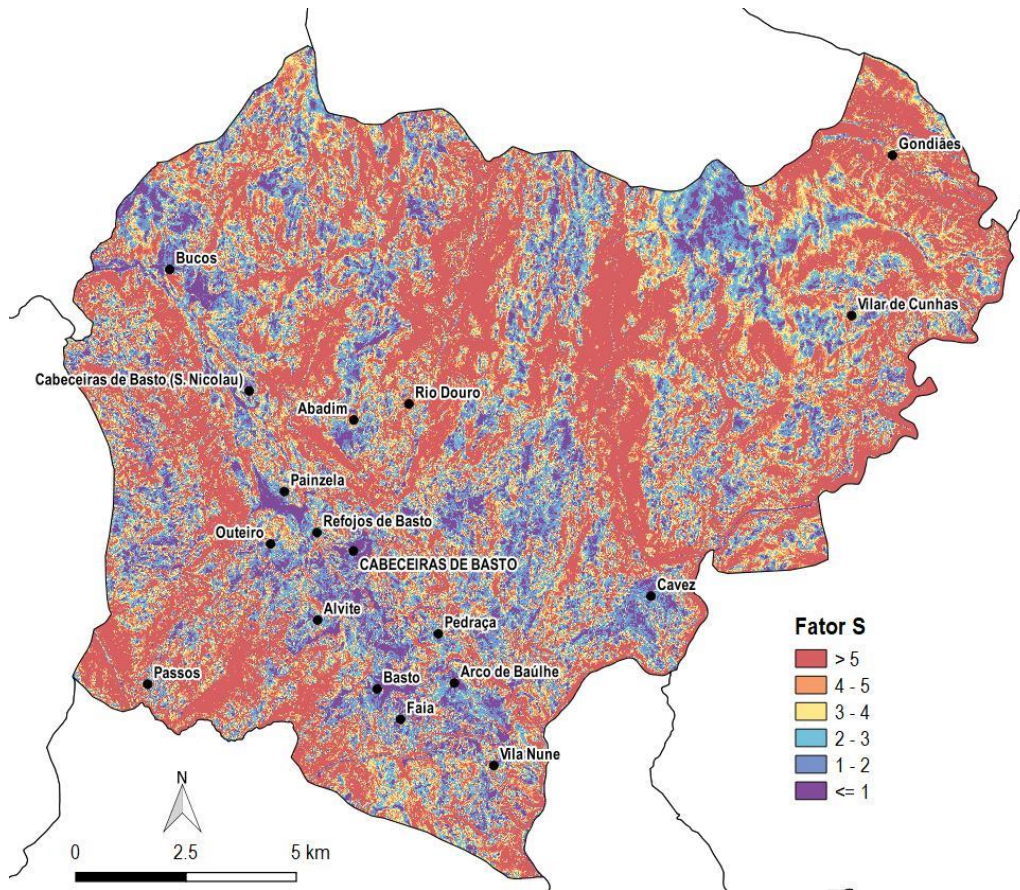 Gondiães
Bucos
Vilar de Cunhas
Cabeceiras de Basto (S. Nicolau)
Rio Douro
Abadim
Painzela
Refojos de Basto
Outeiro
CABECEIRAS DE BASTO
Cavez
Alvite
Pedraça
Fator S
> 5
4 - 5
3 - 4
2 - 3
1 - 2
<= 1
Passos
Basto
Arco de Baúlhe
Faia
Vila Nune
N
0 2.5 5 km